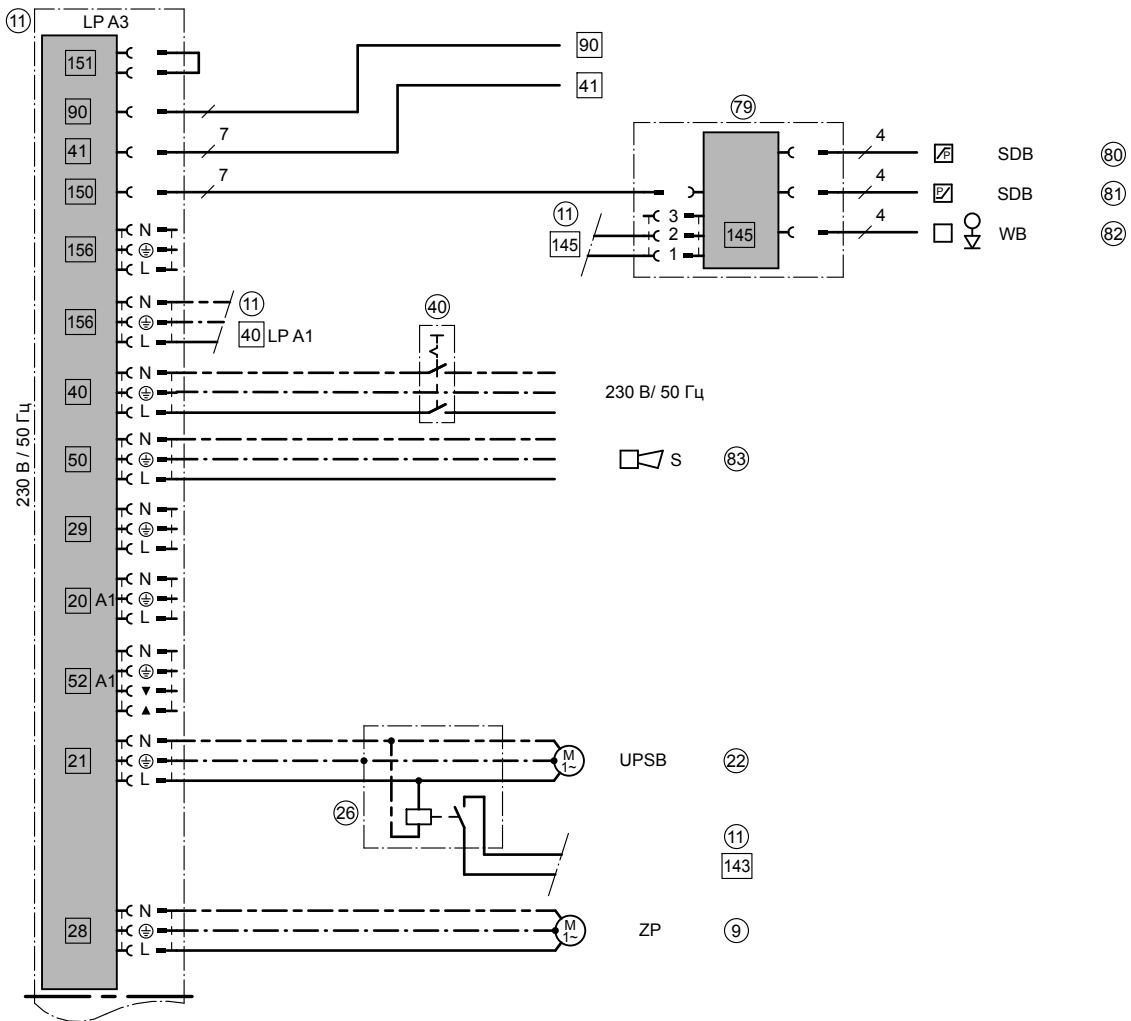 11 LP A3
151
90 90
41 7 41
150 7
79
4 SDB 80
4 SDB 81
4 WB 82
11
145
3
2
1
145
156 N
L
156 N
L
11
40 LP A1
40
40 N
L
230 В/ 50 Гц
230 В / 50 Гц
50 N
L
S 83
29 N
L
20 A1 N
L
52 A1 N
21 N
L
M
1~
UPSB 22
26
11
143
28 N
L
M
1~
ZP 9
P
P